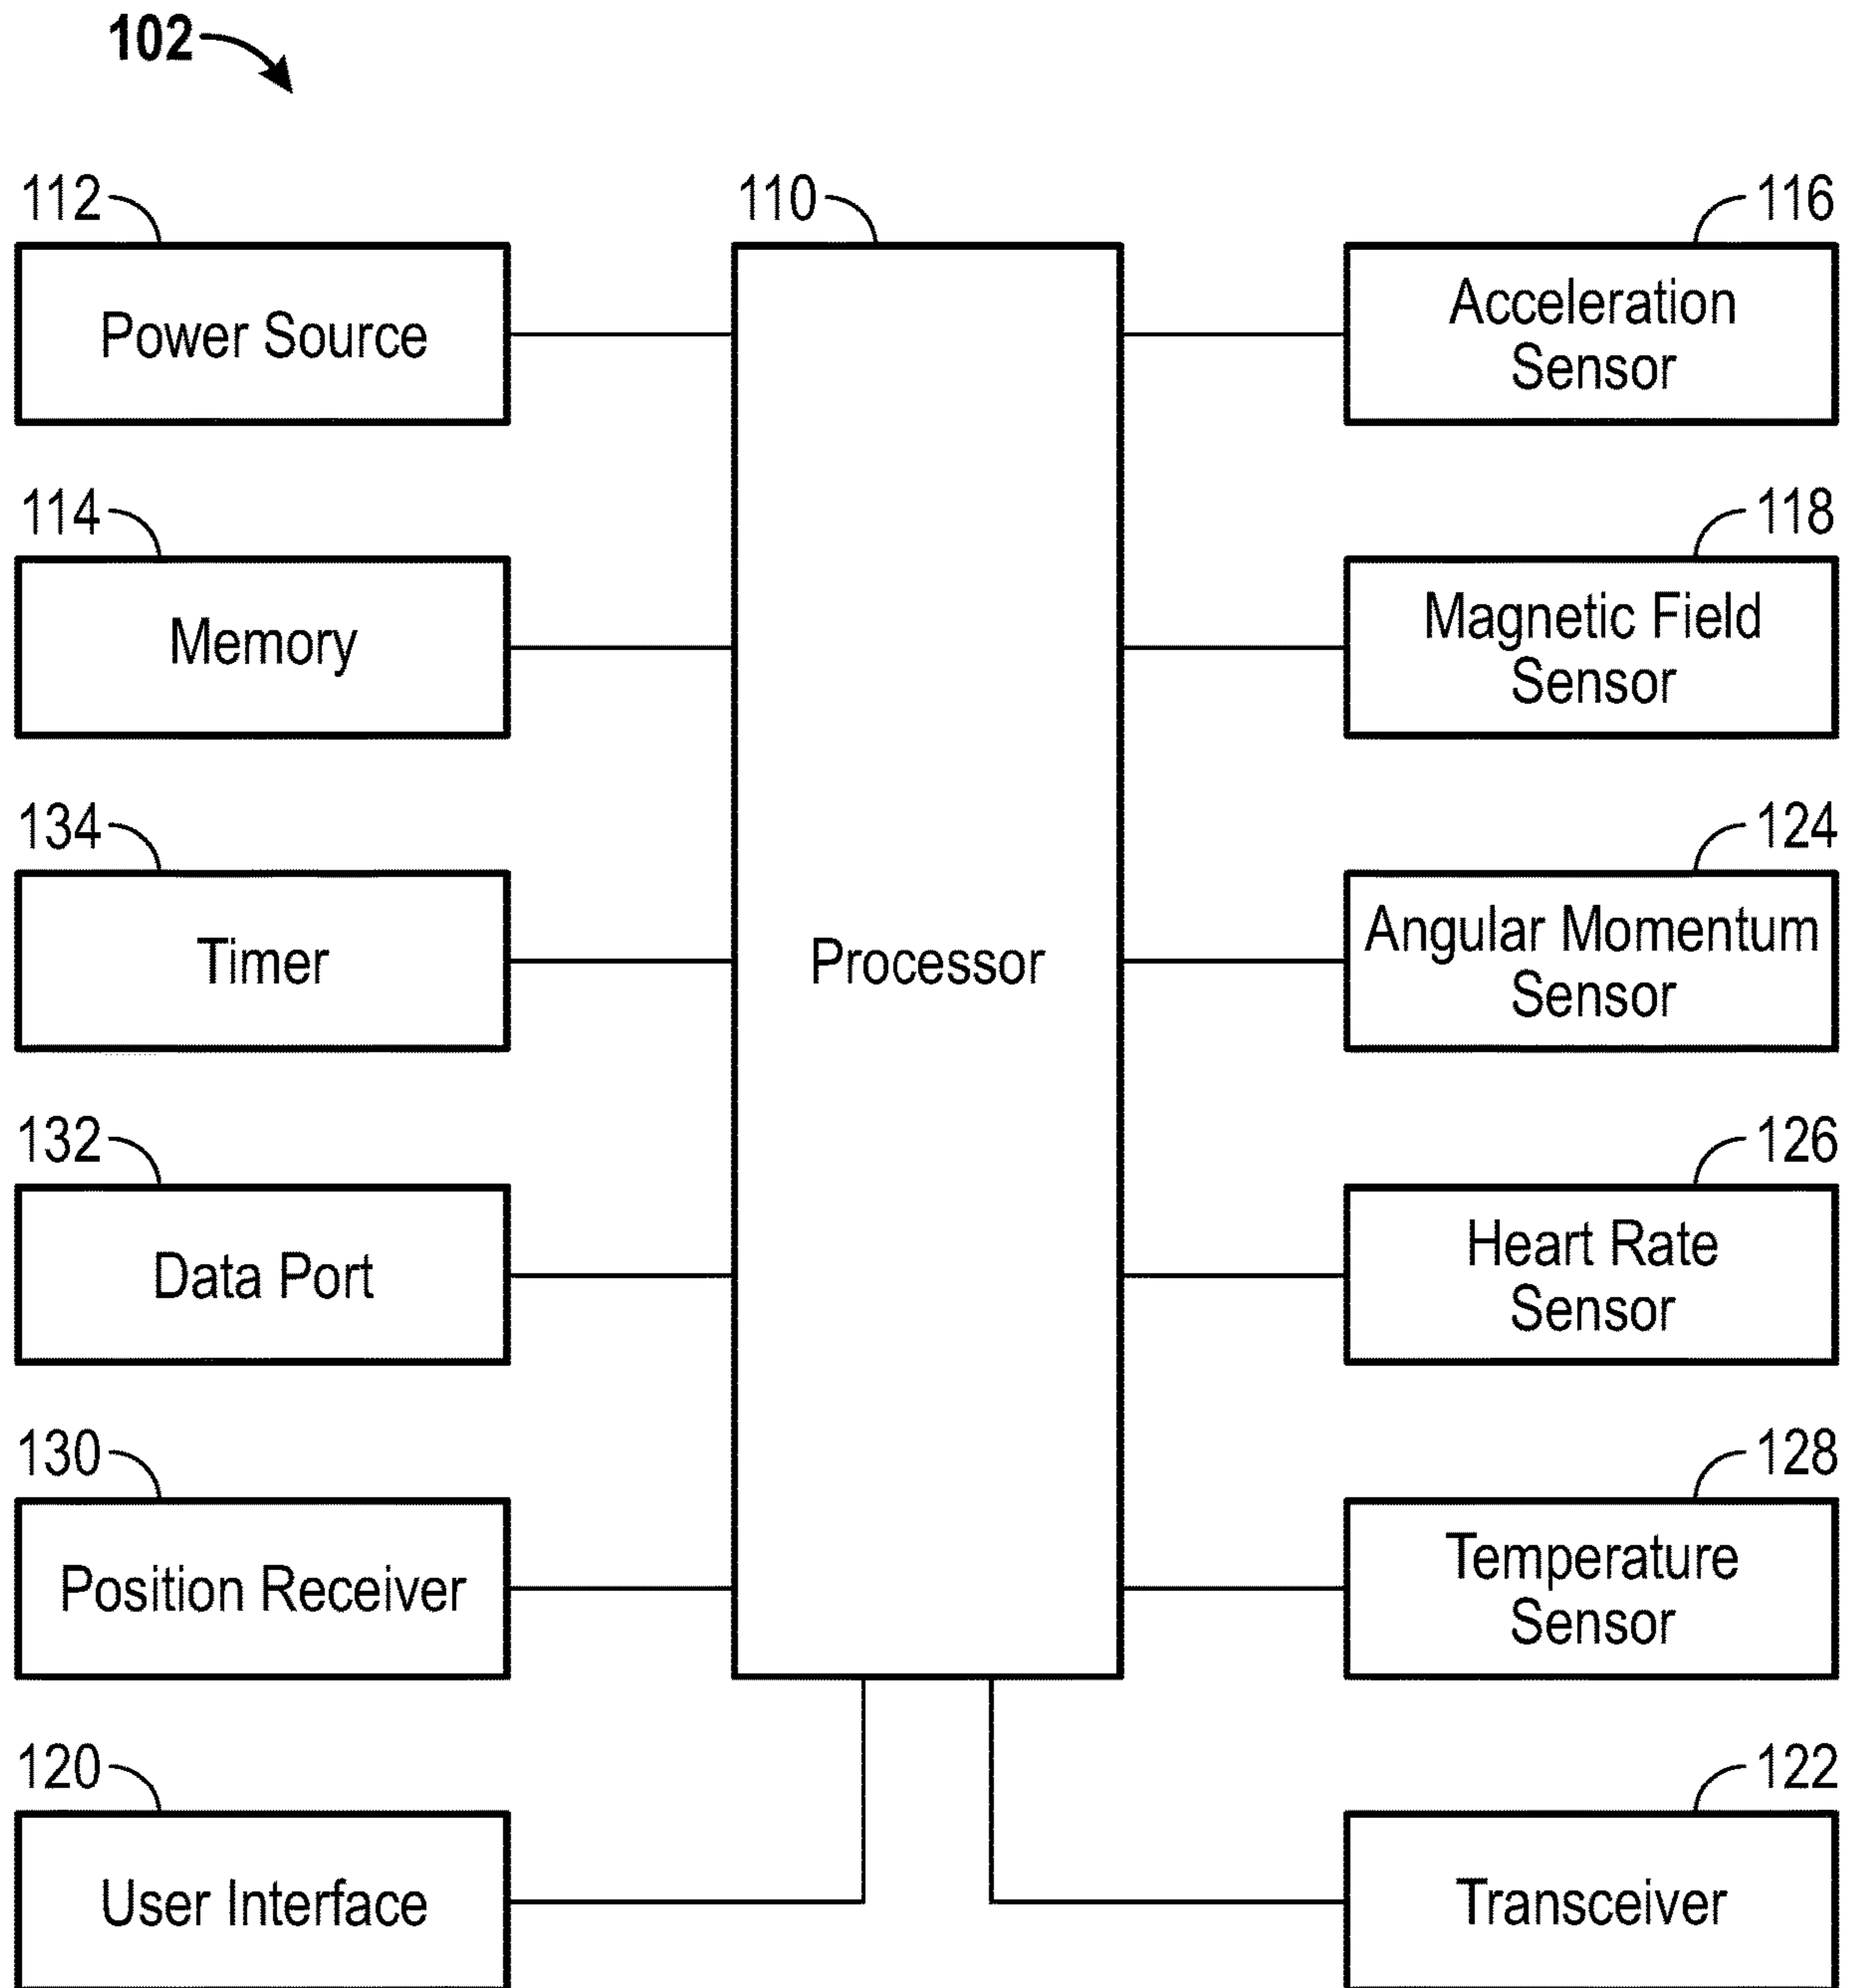 102
112
110
116
Power Source
Acceleration
Sensor
114
118
Memory
Magnetic Field
Sensor
134
124
Timer
Processor
Angular Momentum
Sensor
132
126
Data Port
Heart Rate
Sensor
130
128
Position Receiver
Temperature
Sensor
120
122
User Interface
Transceiver